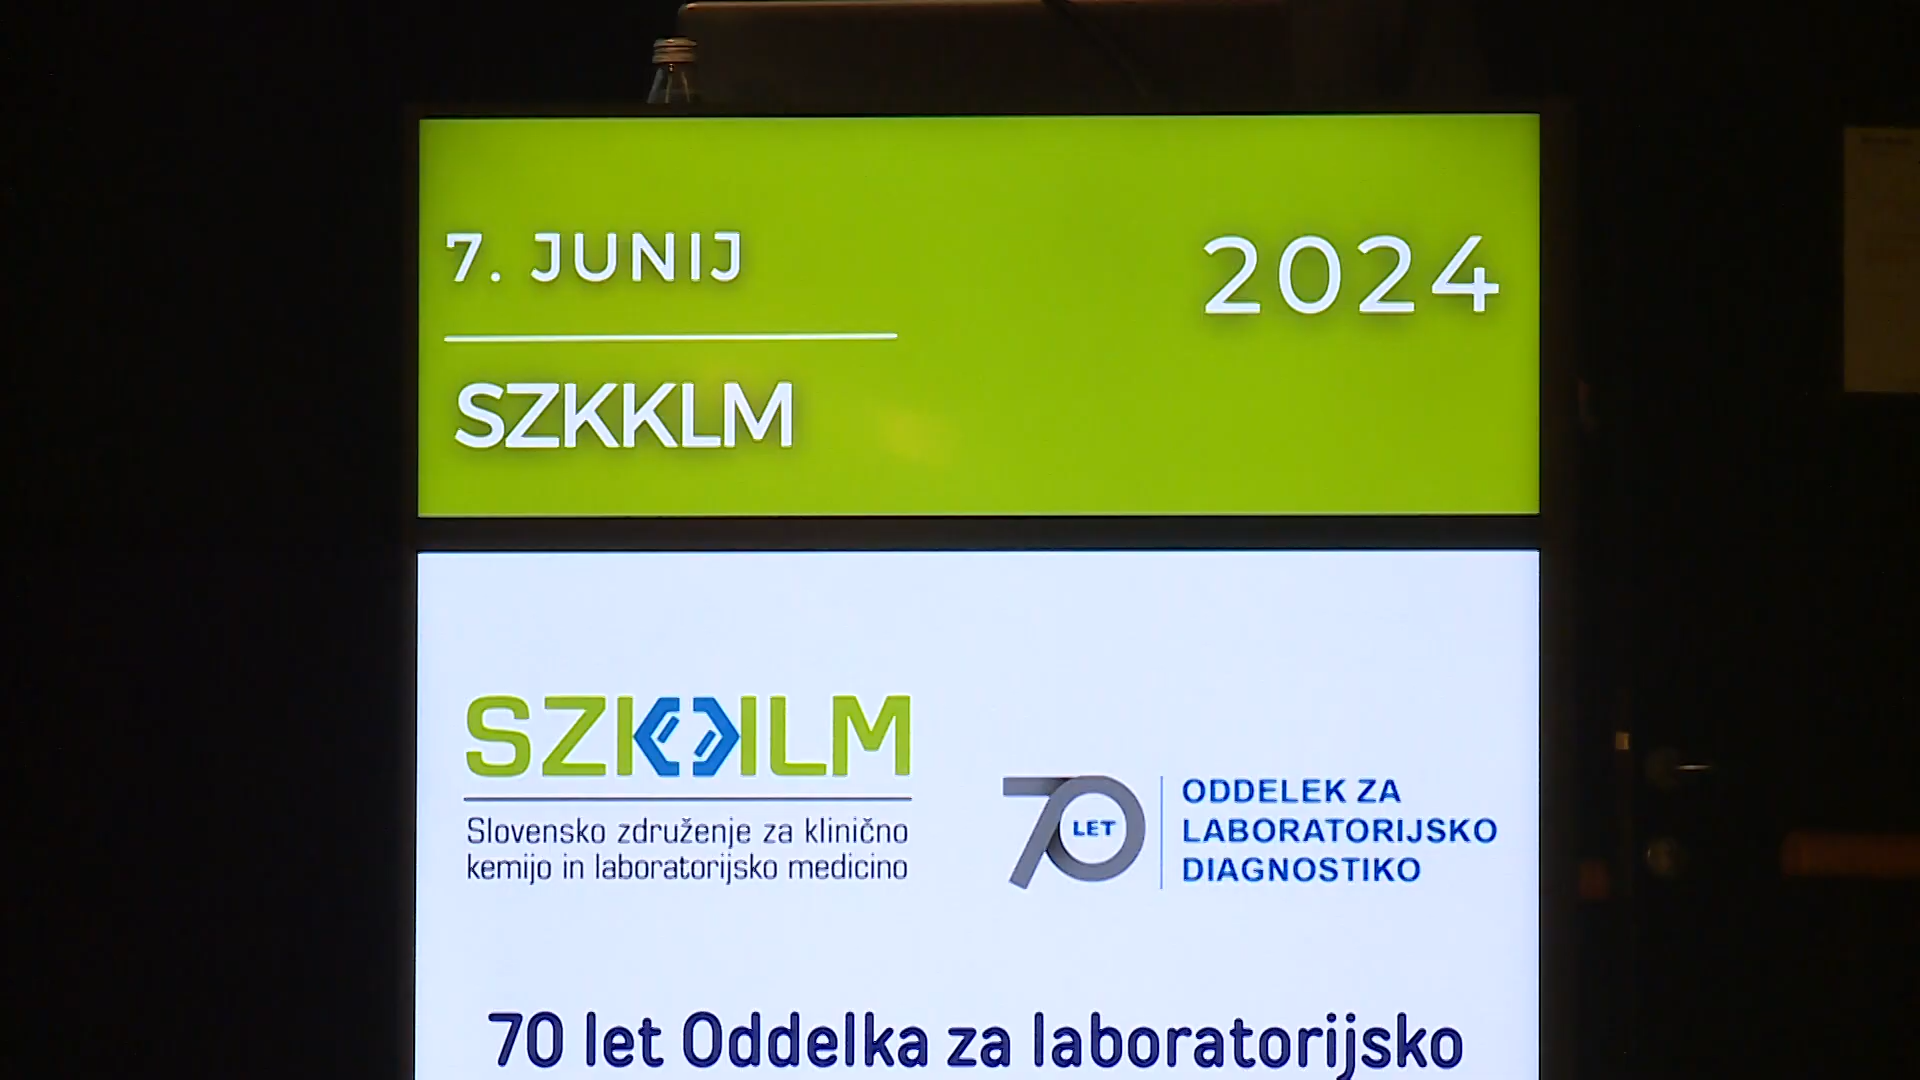 7. JUNIJ
2024
SZKKLM
SZKKLM
Slovensko združenje za klinično
kemijo in laboratorijsko medicino
70
LET
ODDELEK ZA
LABORATORIJSKO
DIAGNOSTIKO
70 let Oddelka za laboratorijsko